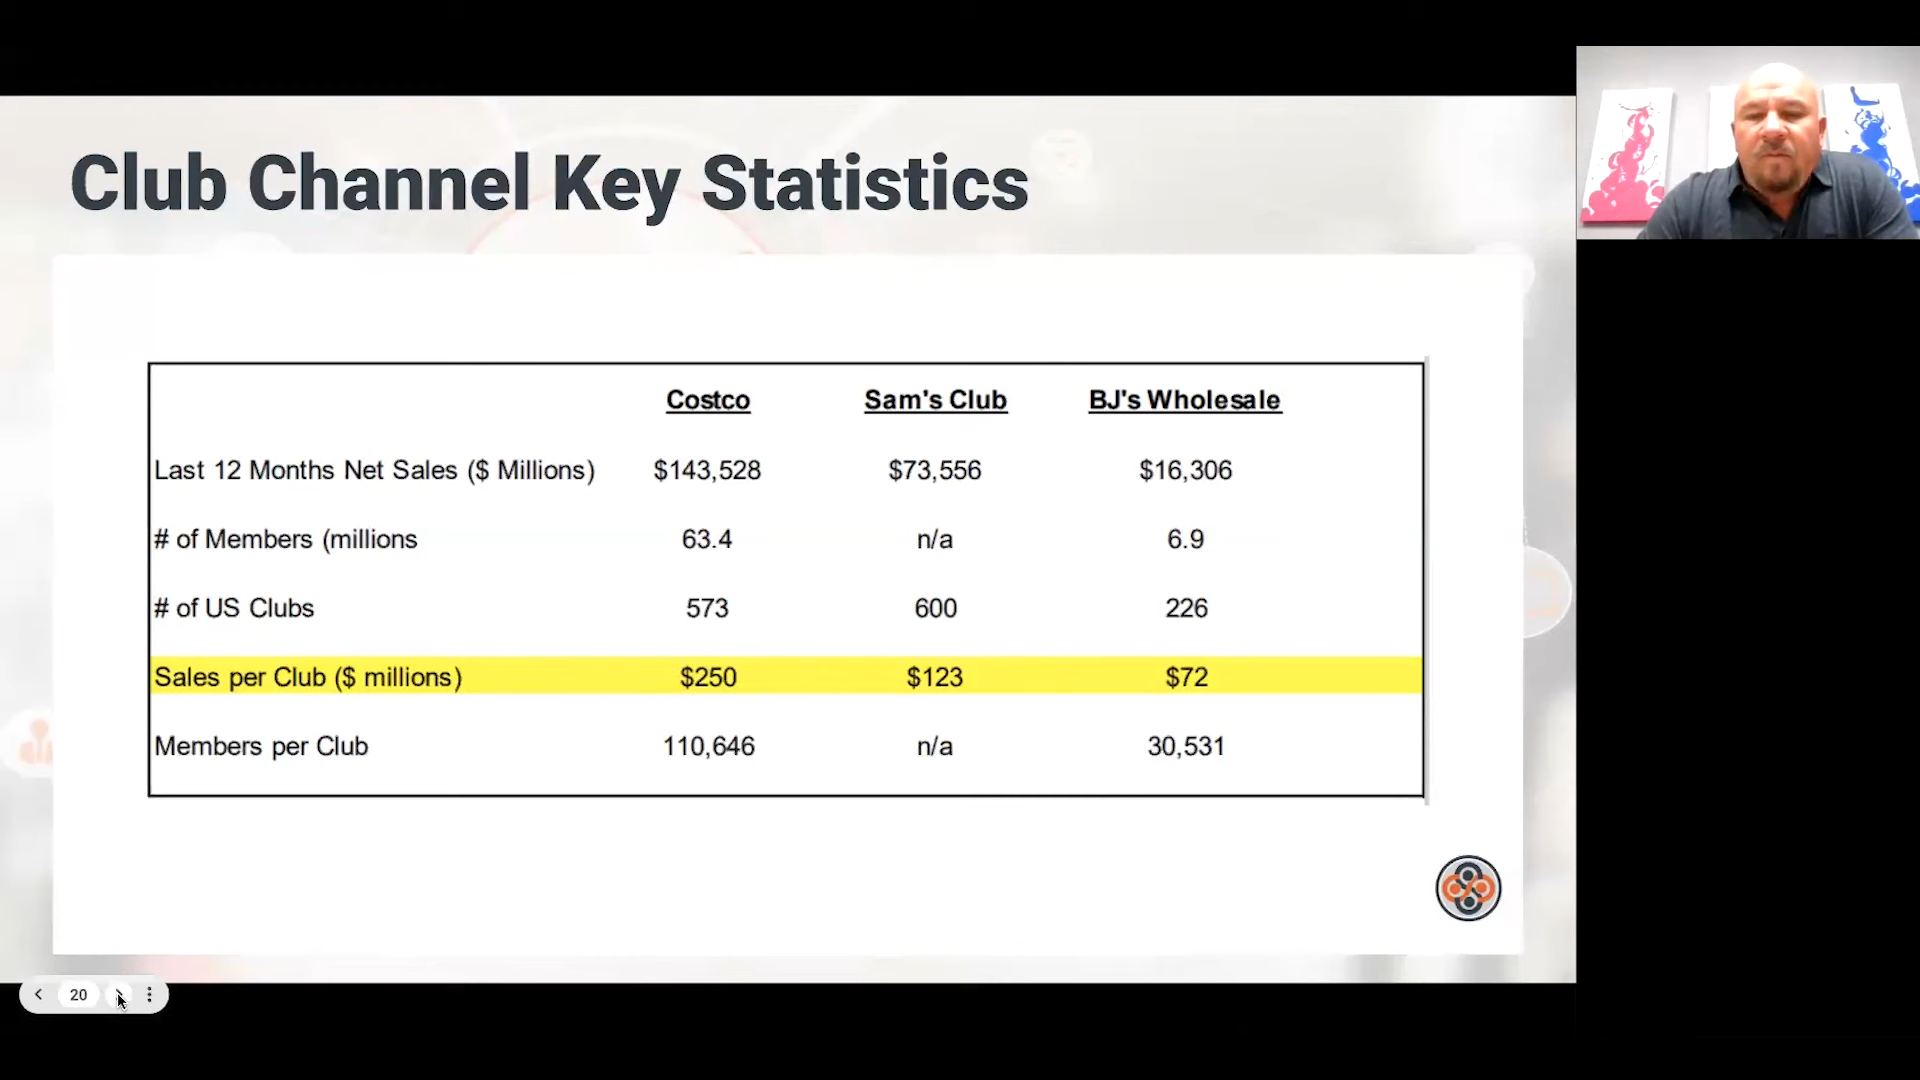 Club Channel Key Statistics
Costco Sam's Club BJ's Wholesale
Last 12 Months Net Sales ($ Millions) $143,528 $73,556 $16,306
# of Members (millions 63.4 n/a 6.9
# of US Clubs 573 600 226
Sales per Club ($ millions) $250 $123 $72
Members per Club 110,646 n/a 30,531
20